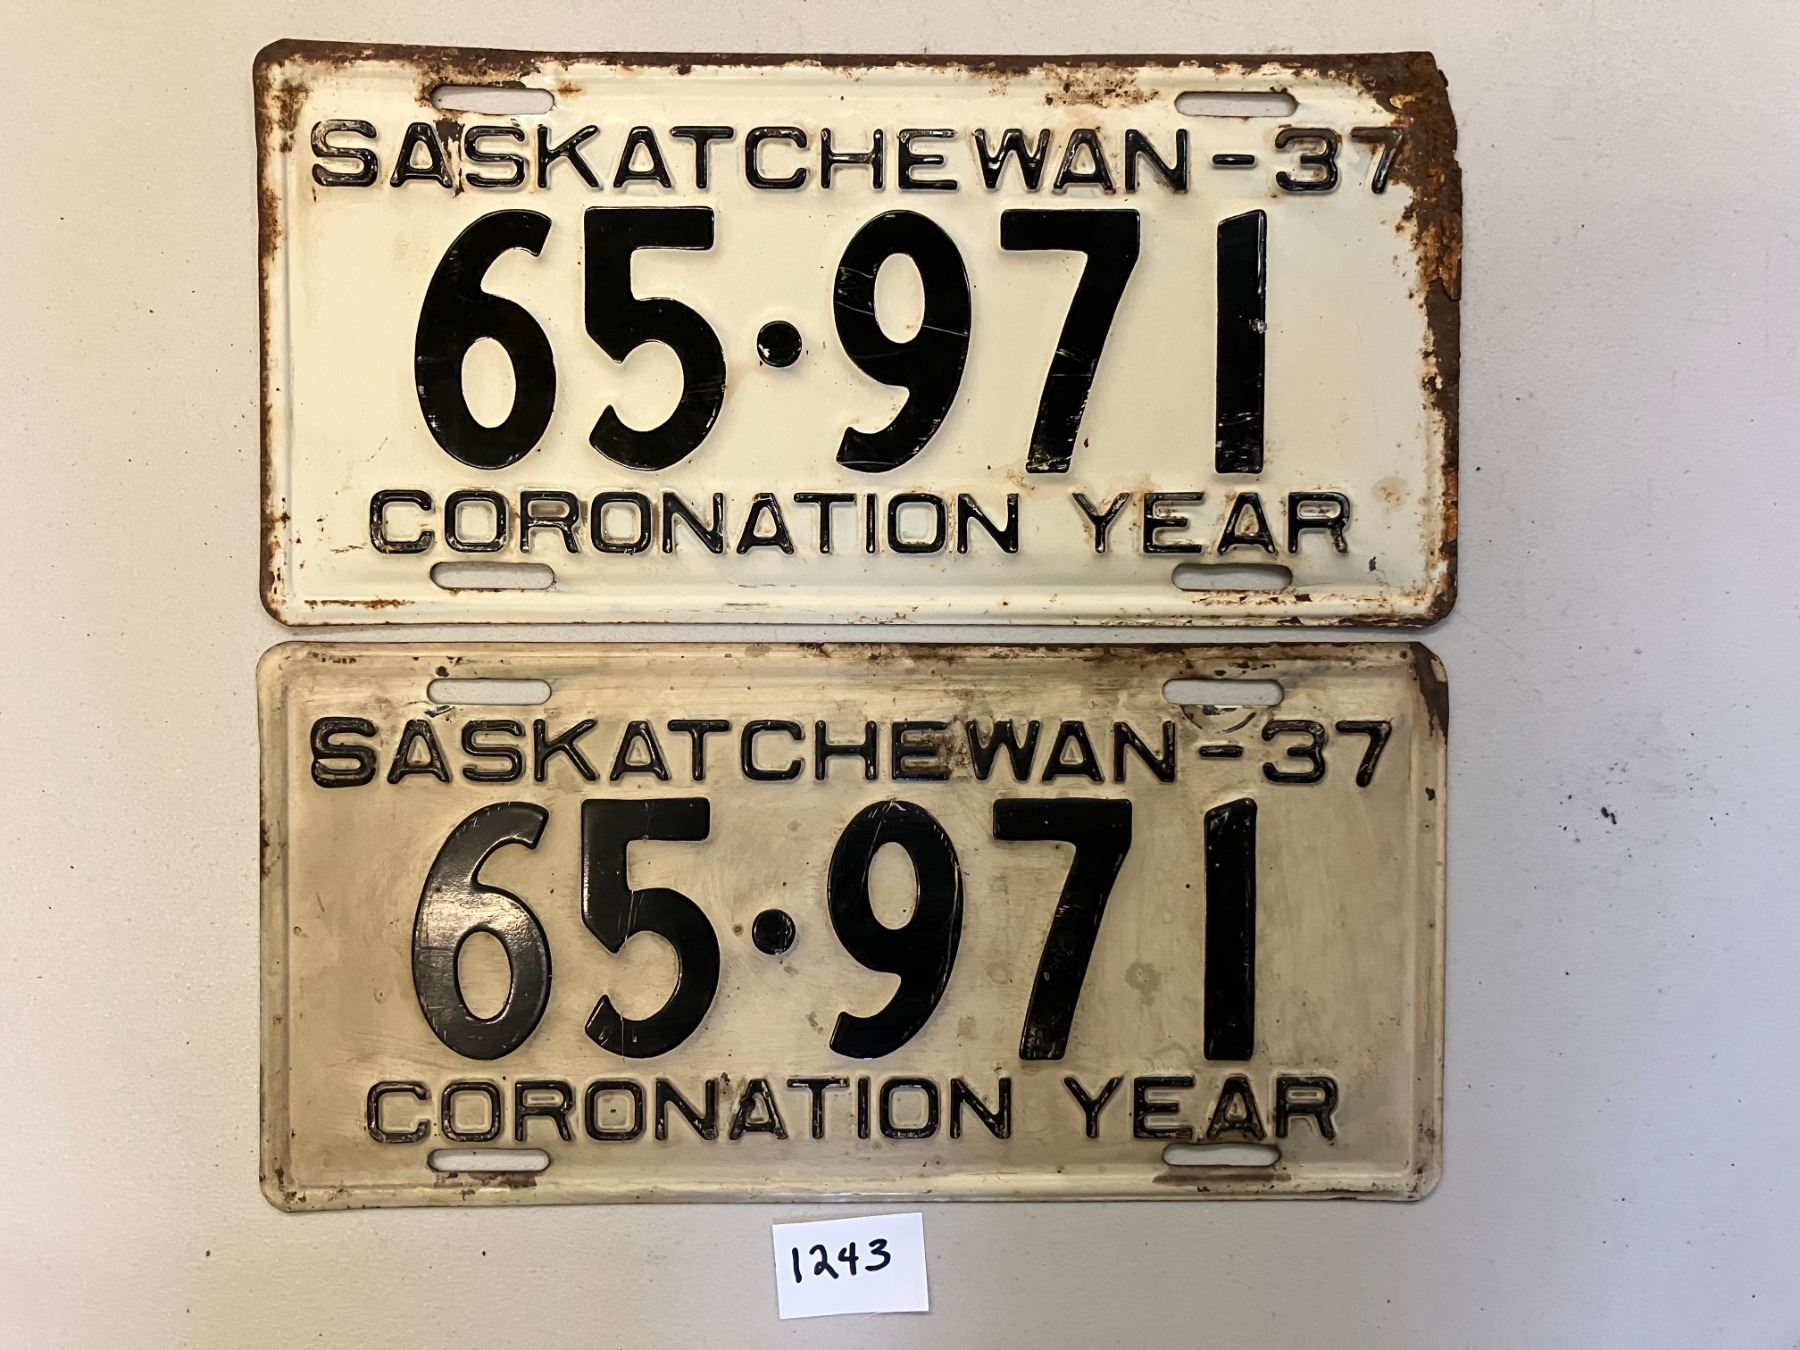 SASKATCHEWAN-37
65·971
CORONATION YEAR
SASKATCHEWAN-37
65·971
CORONATION YEAR
1243